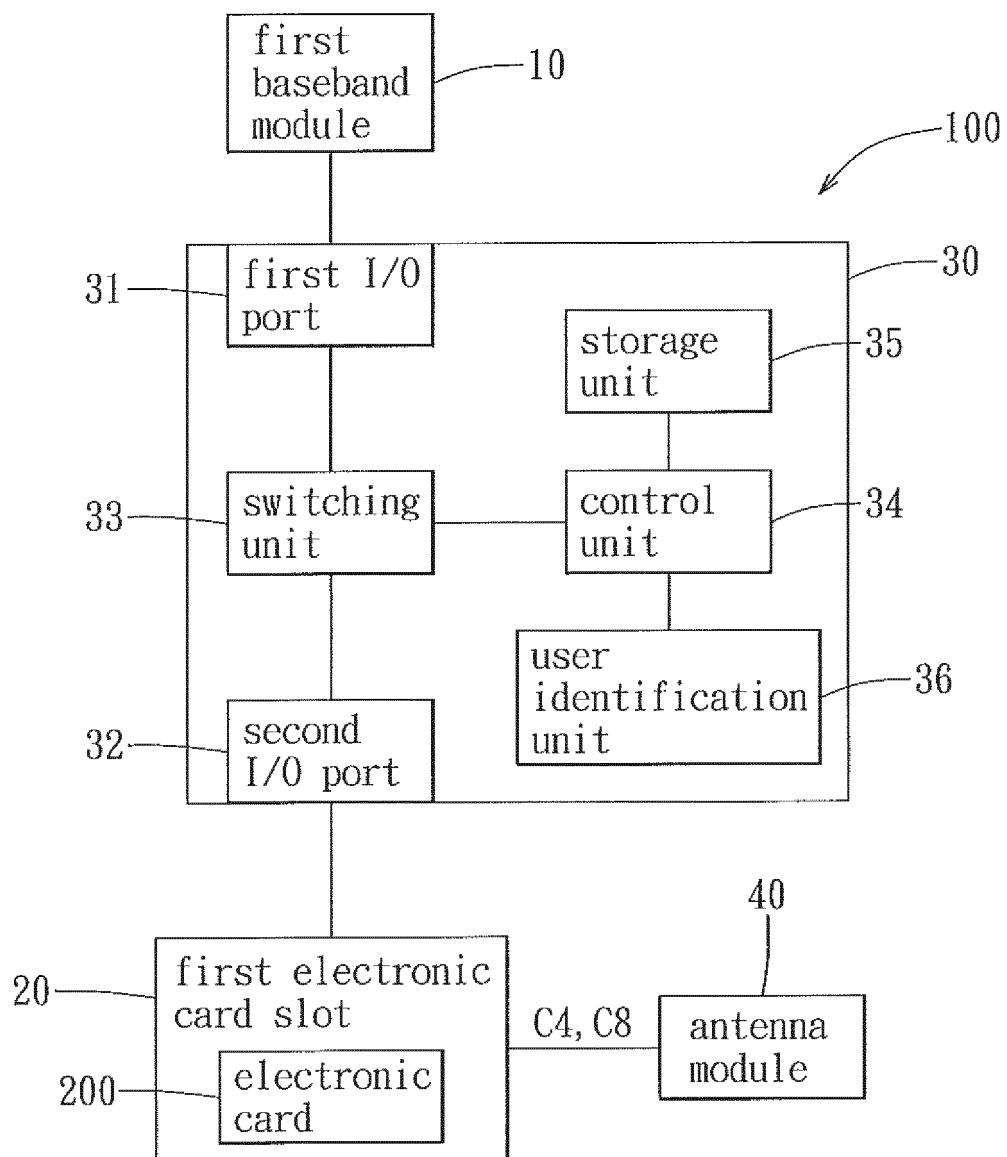 first
baseband
module
10
100
30
31
first I/O
port
storage
unit
35
33
switching
unit
control
unit
34
user
identification
unit
36
32
second
I/O port
40
20
first electronic
card slot
C4,C8
antenna
module
200
electronic
card